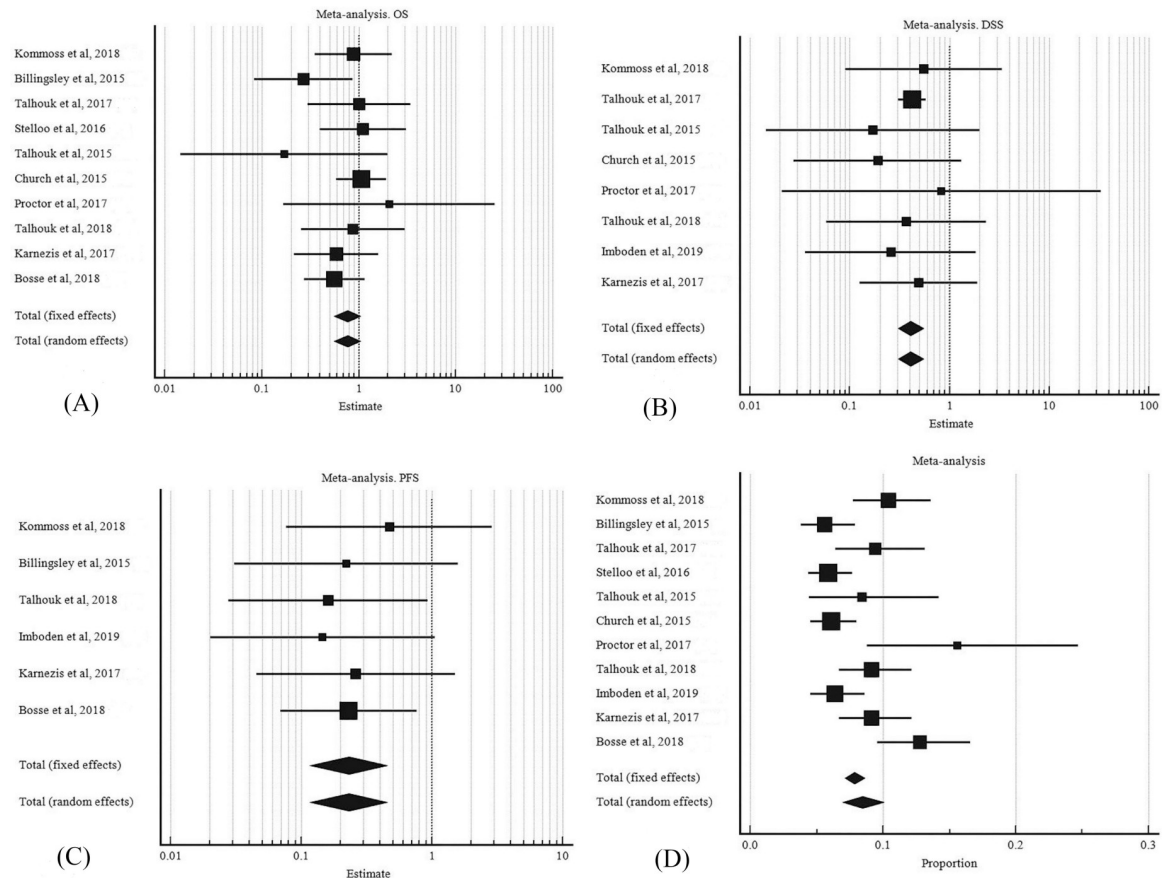 Meta-analysis. OS
Kommoss et al, 2018
Billingsley et al, 2015
Talhouk et al, 2017
Stelloo et al, 2016
Talhouk et al, 2015
Church et al, 2015
Proctor et al, 2017
Talhouk et al, 2018
Karnezis et al, 2017
Bosse et al, 2018
Total (fixed effects)
Total (random effects)
0.01 0.1 1 10 100
Estimate
(A)
Meta-analysis. DSS
Kommoss et al, 2018
Talhouk et al, 2017
Talhouk et al, 2015
Church et al, 2015
Proctor et al, 2017
Talhouk et al, 2018
Imboden et al, 2019
Karnezis et al, 2017
Total (fixed effects)
Total (random effects)
0.01 0.1 1 10 100
Estimate
(B)
Meta-analysis. PFS
Kommoss et al, 2018
Billingsley et al, 2015
Talhouk et al, 2018
Imboden et al, 2019
Karnezis et al, 2017
Bosse et al, 2018
Total (fixed effects)
Total (random effects)
0.01 0.1 1 10
Estimate
(C)
Meta-analysis
Kommoss et al, 2018
Billingsley et al, 2015
Talhouk et al, 2017
Stelloo et al, 2016
Talhouk et al, 2015
Church et al, 2015
Proctor et al, 2017
Talhouk et al, 2018
Imboden et al, 2019
Karnezis et al, 2017
Bosse et al, 2018
Total (fixed effects)
Total (random effects)
0.0 0.1 0.2 0.3
Proportion
(D)